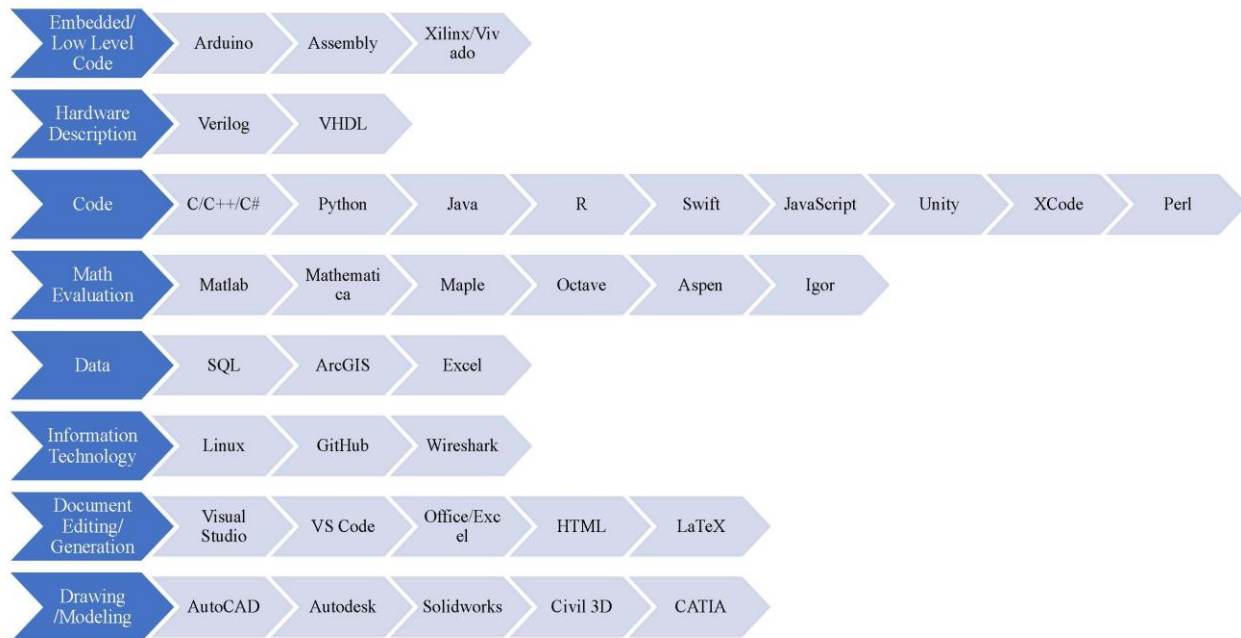 Embedded/
Low Level
Code
Arduino
Assembly
Xilinx/Viv
ado
Hardware
Description
Verilog
VHDL
Code
C/C++/C#
Python
Java
R
Swift
JavaScript
Unity
XCode
Perl
Math
Evaluation
Matlab
Mathemati
ca
Maple
Octave
Aspen
Igor
Data
SQL
ArcGIS
Excel
Information
Technology
Linux
GitHub
Wireshark
Document
Editing/
Generation
Visual
Studio
VS Code
Office/Exc
el
HTML
LaTeX
Drawing
/Modeling
AutoCAD
Autodesk
Solidworks
Civil 3D
CATIA